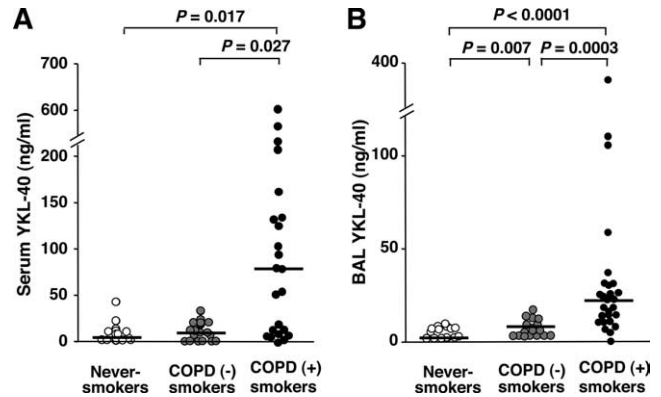 A
P = 0.017
P = 0.027
700
600
200
150
100
50
0
Serum YKL-40 (ng/ml)
Never-
smokers
COPD (-)
smokers
COPD (+)
smokers
B
P < 0.0001
P = 0.007
P = 0.0003
400
100
50
0
BAL YKL-40 (ng/ml)
Never-
smokers
COPD (-)
smokers
COPD (+)
smokers